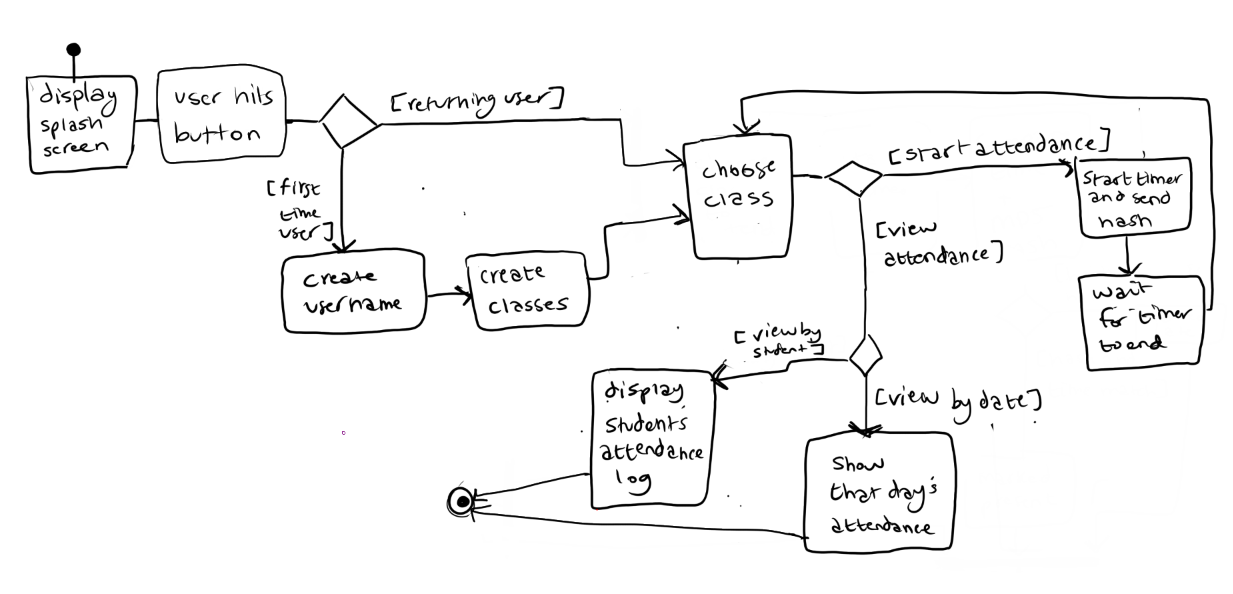 display
splash
screen
user hits
button
[returning user]
[first
time
user]
create
username
create
classes
choose
class
[start attendance]
start timer
and send
hash
wait
for timer
to end
[view
attendance]
[view by
student]
[view by date]
display
student's
attendance
log
show
that day's
attendance